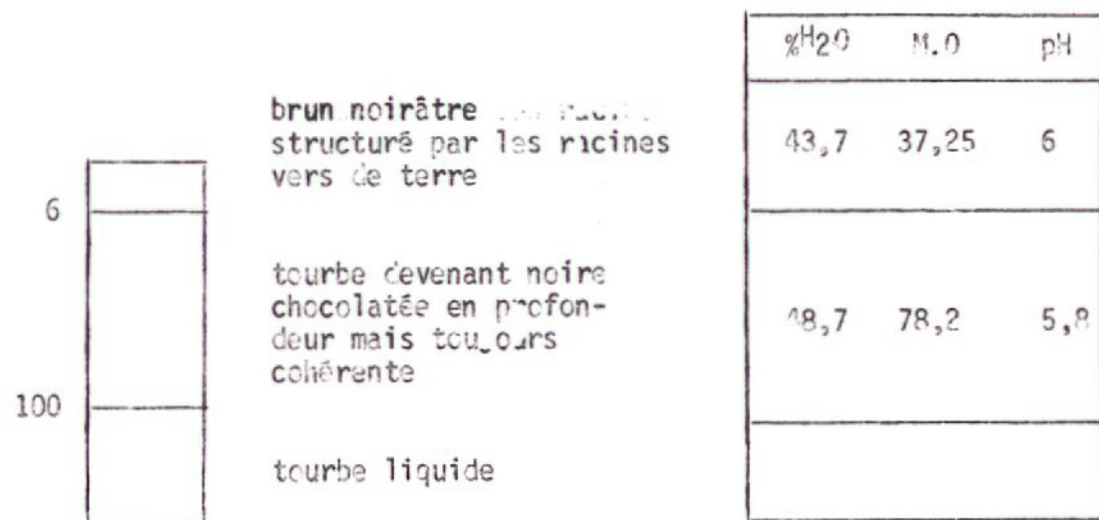 %H2O M.O pH
brun noirâtre
structuré par les racines
vers de terre
43,7 37,25 6
6
tourbe devenant noire
chocolatée en profon-
deur mais toujours
cohérente
48,7 78,2 5,8
100
tourbe liquide